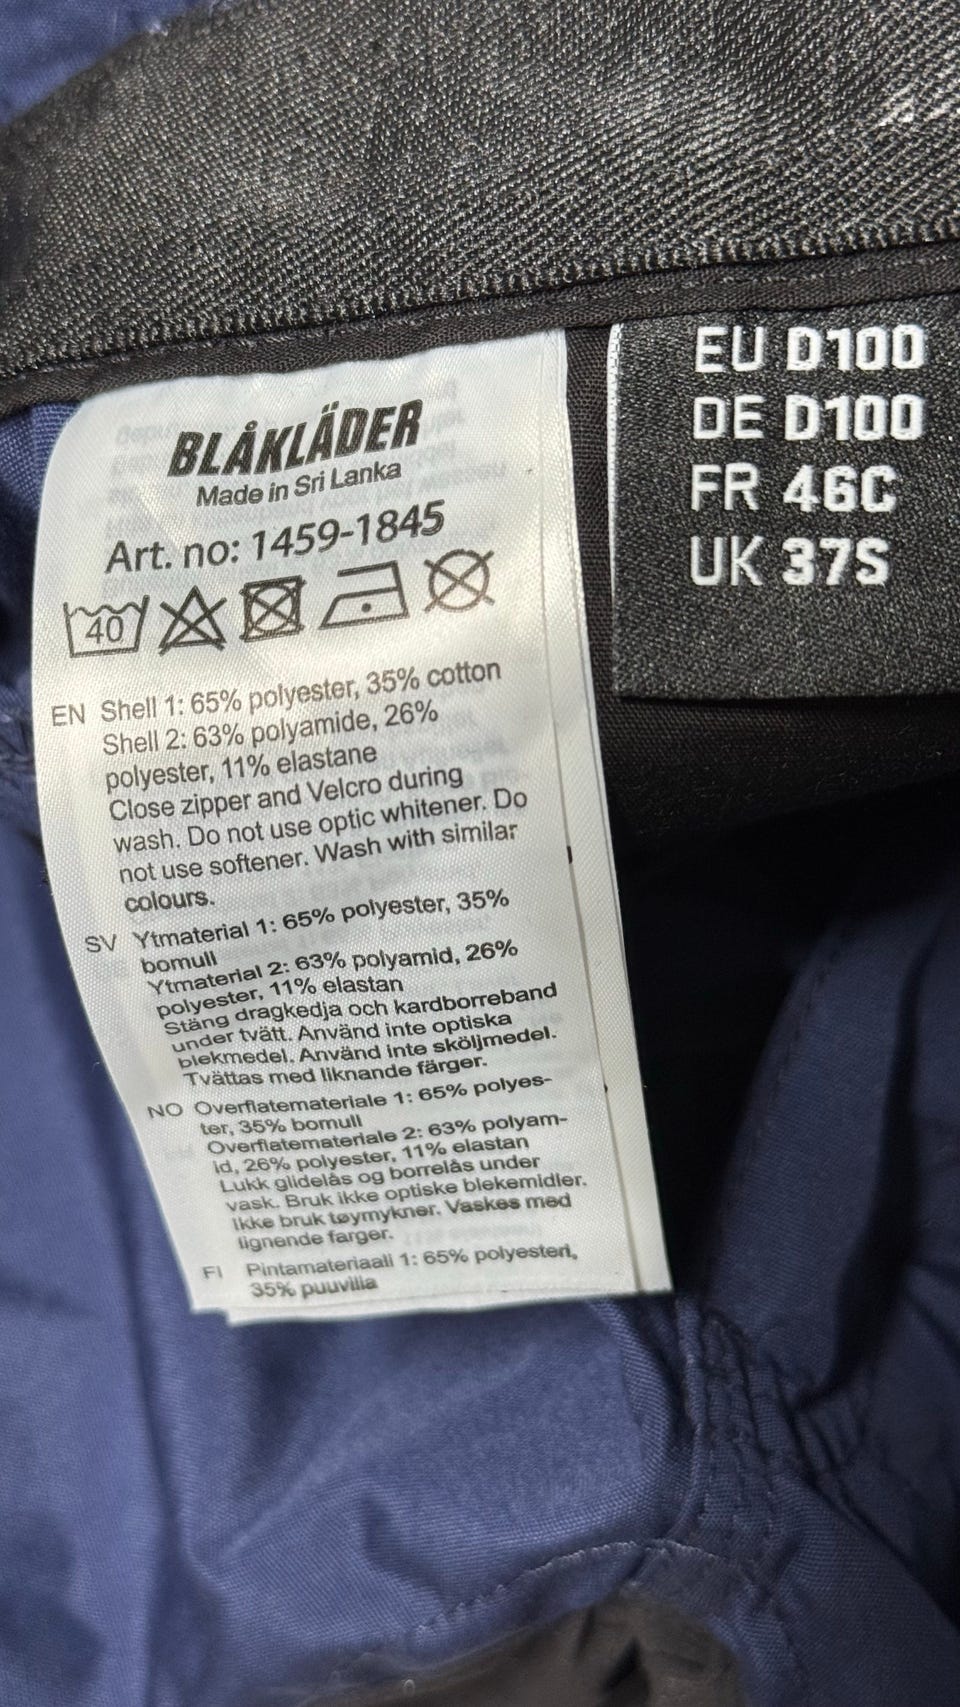 BLÅKLÄDER
Made in Sri Lanka
Art. no: 1459-1845
40
EN Shell 1: 65% polyester, 35% cotton
Shell 2: 63% polyamide, 26%
polyester, 11% elastane
Close zipper and Velcro during
wash. Do not use optic whitener. Do
not use softener. Wash with similar
colours.
SV Ytmaterial 1: 65% polyester, 35%
bomull
Ytmaterial 2: 63% polyamid, 26%
polyester, 11% elastan
Stäng dragkedja och kardborreband
under tvätt. Använd inte optiska
blekmedel. Använd inte sköljmedel.
Tvättas med liknande färger.
NO Overflatemateriale 1: 65% polyes-
ter, 35% bomull
Overflatemateriale 2: 63% polyam-
id, 26% polyester, 11% elastan
Lukk glidelås og borrelås under
vask. Bruk ikke optiske blekemidler.
Ikke bruk tøymykner. Vaskes med
lignende farger.
FI Pintamateriaali 1: 65% polyesteri,
35% puuvilla
EU D100
DE D100
FR 46C
UK 37S